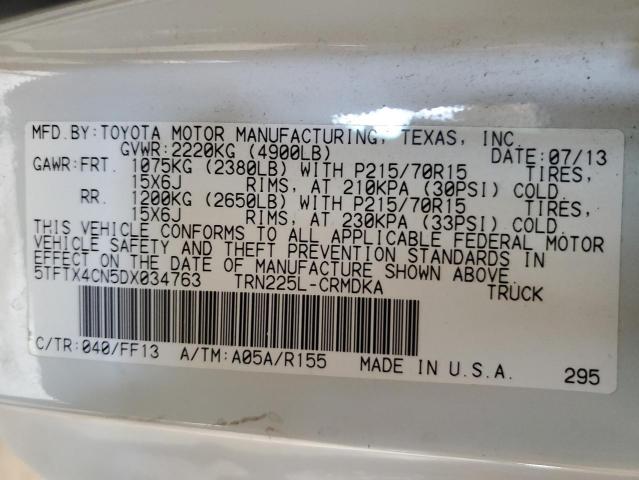 MFD.BY:TOYOTA MOTOR MANUFACTURING, TEXAS, INC.
GVWR:2220KG (4900LB) DATE:07/13
GAWR:FRT. 1075KG (2380LB) WITH P215/70R15 TIRES,
15X6J RIMS, AT 210KPA (30PSI) COLD
RR. 1200KG (2650LB) WITH P215/70R15 TIRES,
15X6J RIMS, AT 230KPA (33PSI) COLD
THIS VEHICLE CONFORMS TO ALL APPLICABLE FEDERAL MOTOR
VEHICLE SAFETY AND THEFT PREVENTION STANDARDS IN
EFFECT ON THE DATE OF MANUFACTURE SHOWN ABOVE.
5TFTX4CN5DX034763 TRN225L-CRMDKA TRUCK
C/TR:040/FF13 A/TM:A05A/R155 MADE IN U.S.A. 295